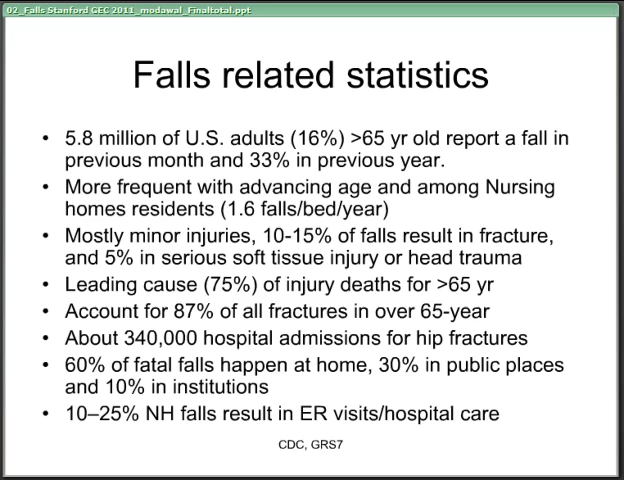 02_Falls Stanford GEC 2011_modawal_Finaltotal.ppt
Falls related statistics
• 5.8 million of U.S. adults (16%) >65 yr old report a fall in
previous month and 33% in previous year.
• More frequent with advancing age and among Nursing
homes residents (1.6 falls/bed/year)
• Mostly minor injuries, 10-15% of falls result in fracture,
and 5% in serious soft tissue injury or head trauma
• Leading cause (75%) of injury deaths for >65 yr
• Account for 87% of all fractures in over 65-year
• About 340,000 hospital admissions for hip fractures
• 60% of fatal falls happen at home, 30% in public places
and 10% in institutions
• 10–25% NH falls result in ER visits/hospital care
CDC, GRS7